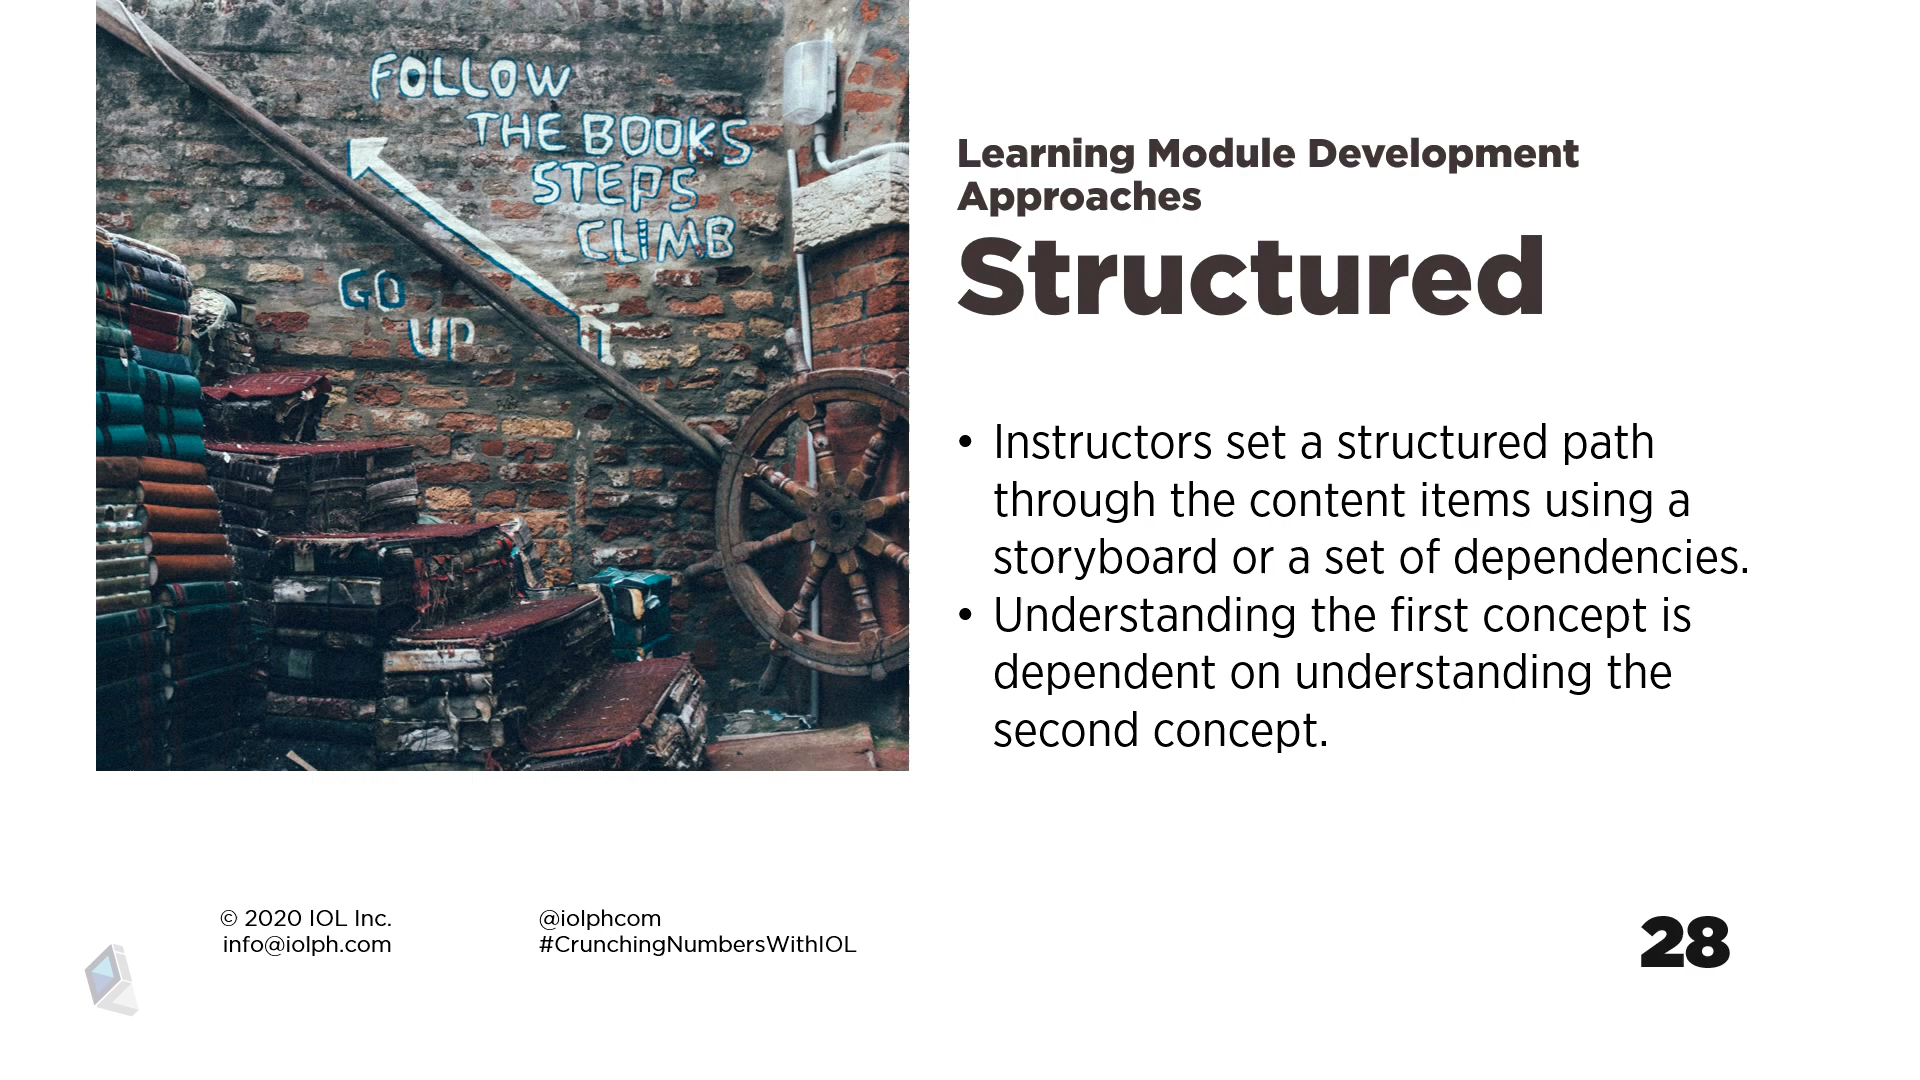 FOLLOW
THE BOOKS
STEPS
CLIMB
GO
UP
Learning Module Development
Approaches
Structured
• Instructors set a structured path
through the content items using a
storyboard or a set of dependencies.
• Understanding the first concept is
dependent on understanding the
second concept.
© 2020 IOL Inc.
info@iolph.com
@iolphcom
#CrunchingNumbersWithIOL
28